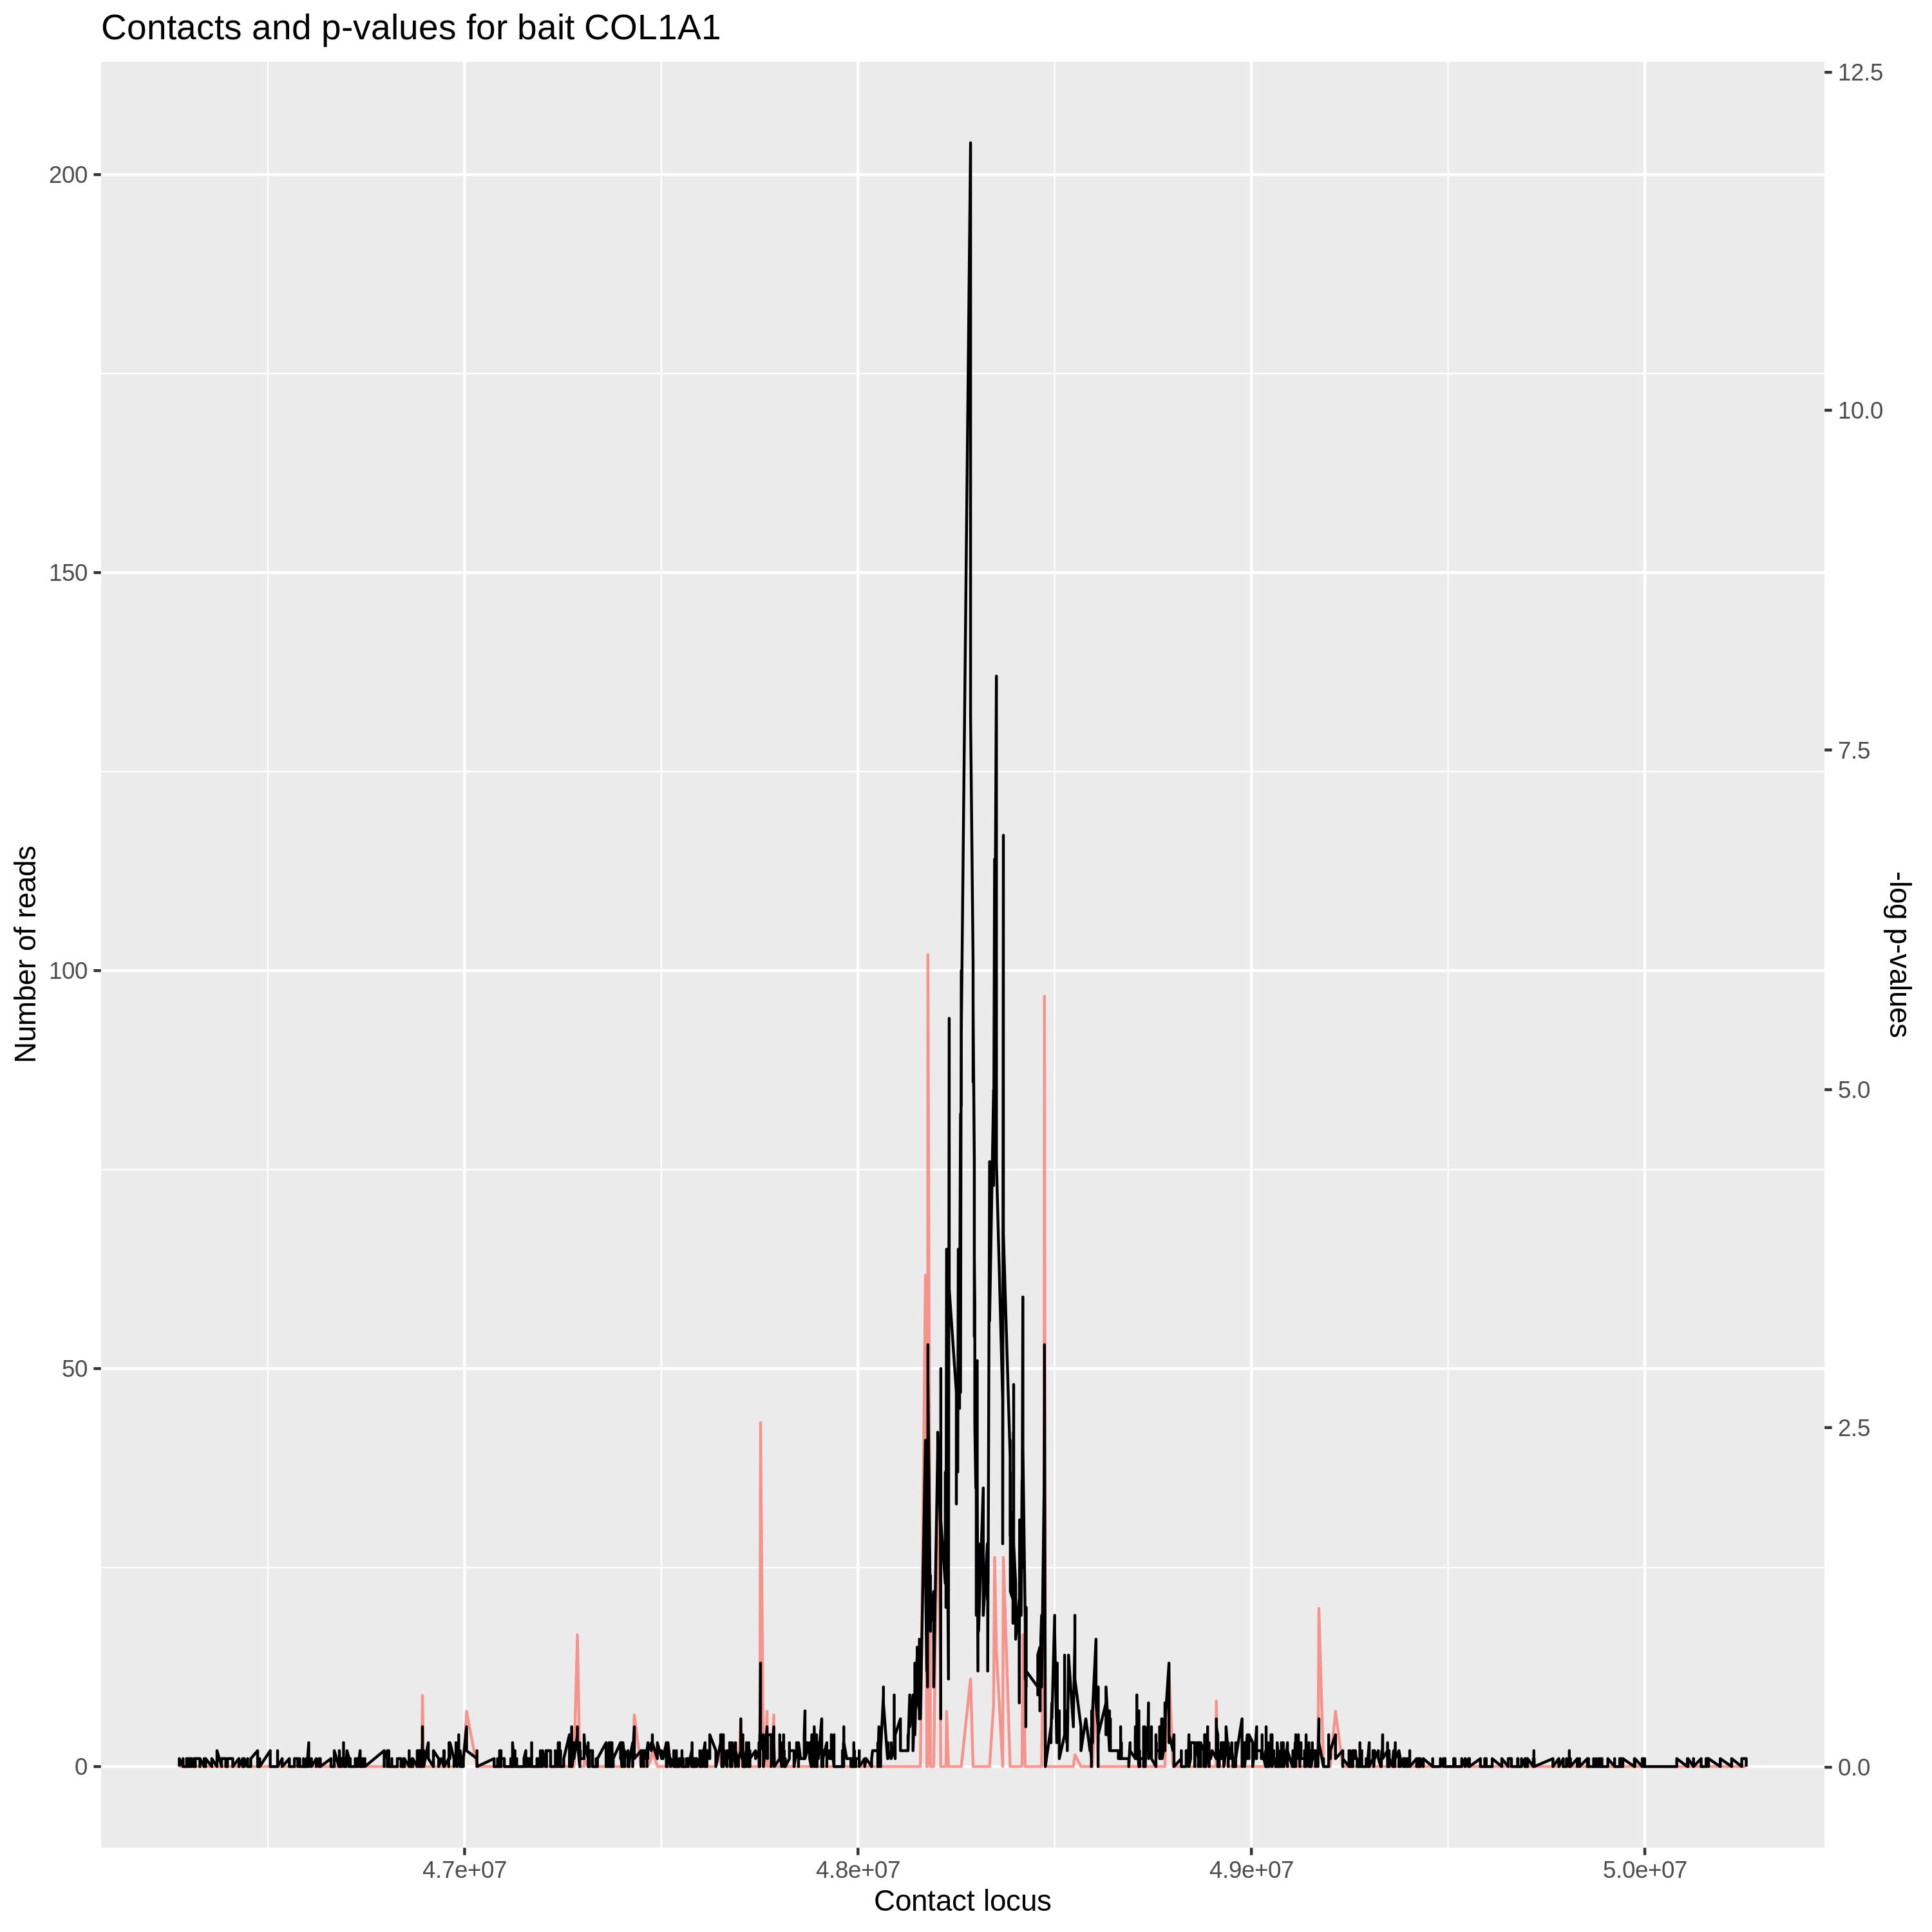 Contacts and p-values for bait COL1A1
Number of reads
200
150
100
50
0
12.5
10.0
7.5
5.0
2.5
0.0
-log p-values
4.7e+07 4.8e+07 4.9e+07 5.0e+07
Contact locus